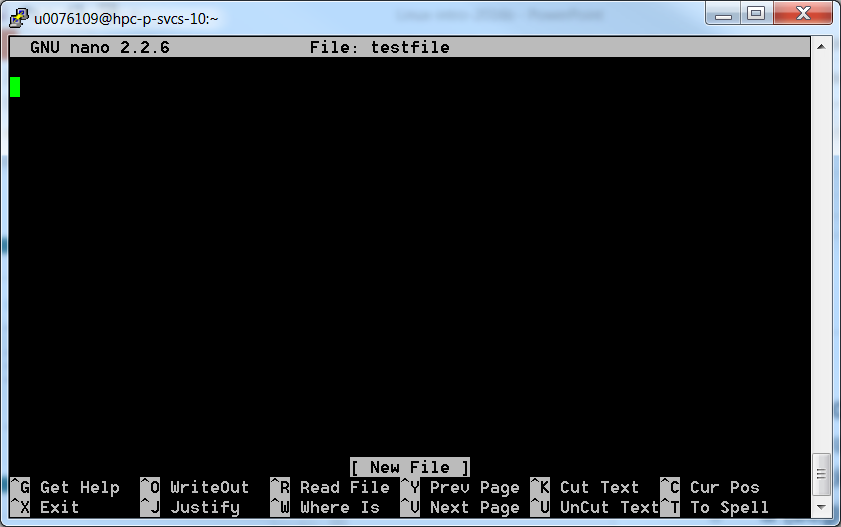 u0076109@hpc-p-svcs-10:~
GNU nano 2.2.6 File: testfile
[ New File ]
^G Get Help ^O WriteOut ^R Read File ^Y Prev Page ^K Cut Text ^C Cur Pos
^X Exit ^J Justify ^W Where Is ^V Next Page ^U UnCut Text ^T To Spell